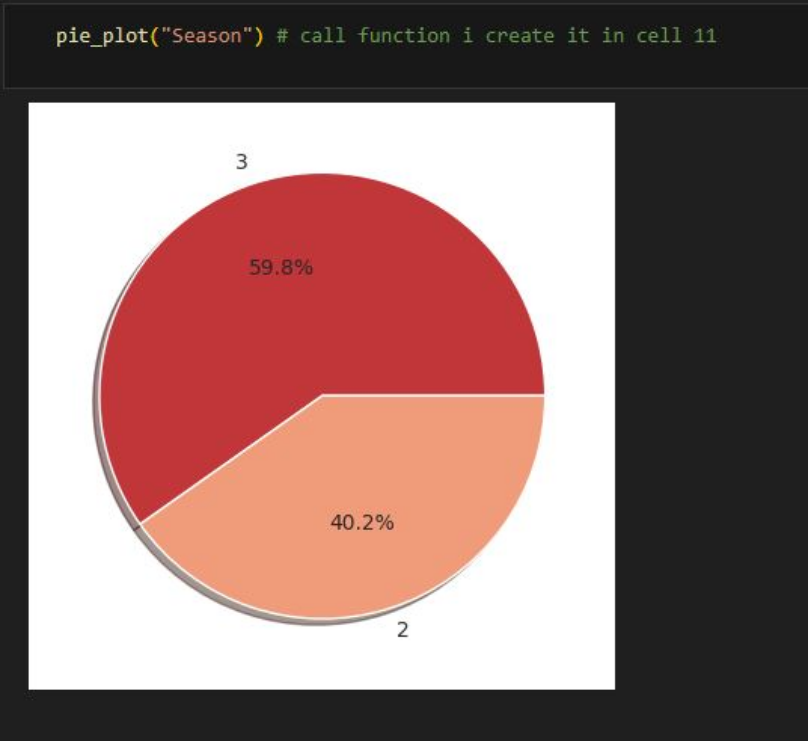 pie_plot("Season") # call function i create it in cell 11
3
59.8%
40.2%
2